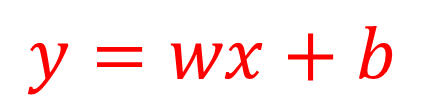 y = wx + b